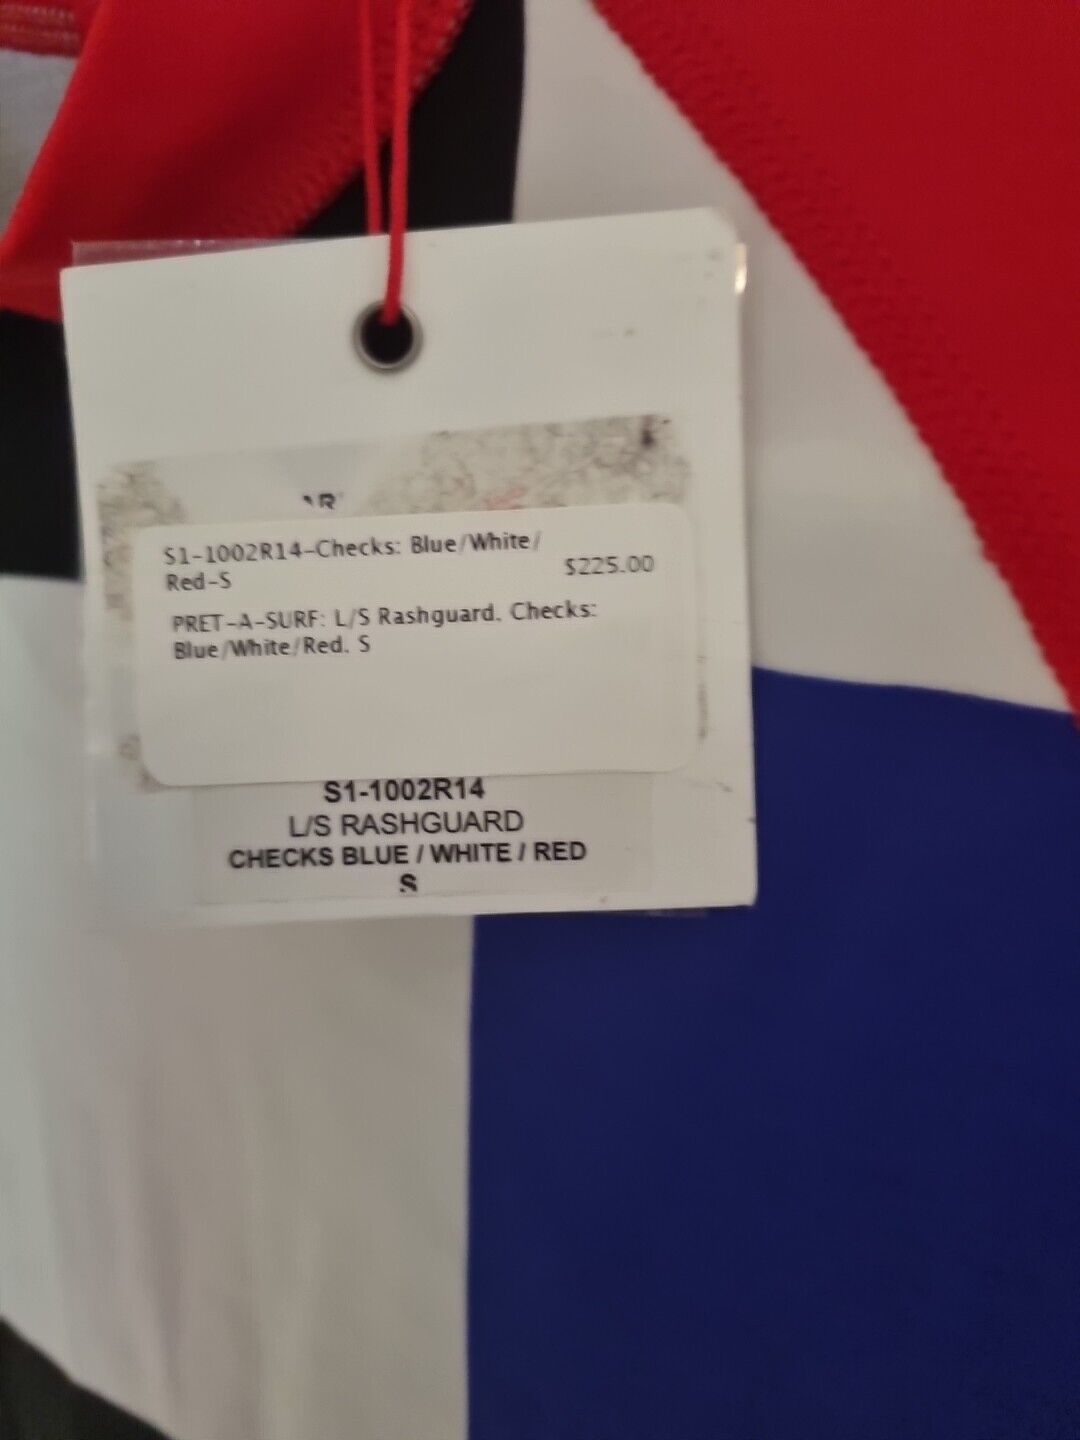 S1-1002R14-Checks: Blue/White/
Red-S
$225.00
PRET-A-SURF: L/S Rashguard, Checks:
Blue/White/Red, S
S1-1002R14
L/S RASHGUARD
CHECKS BLUE / WHITE / RED
S